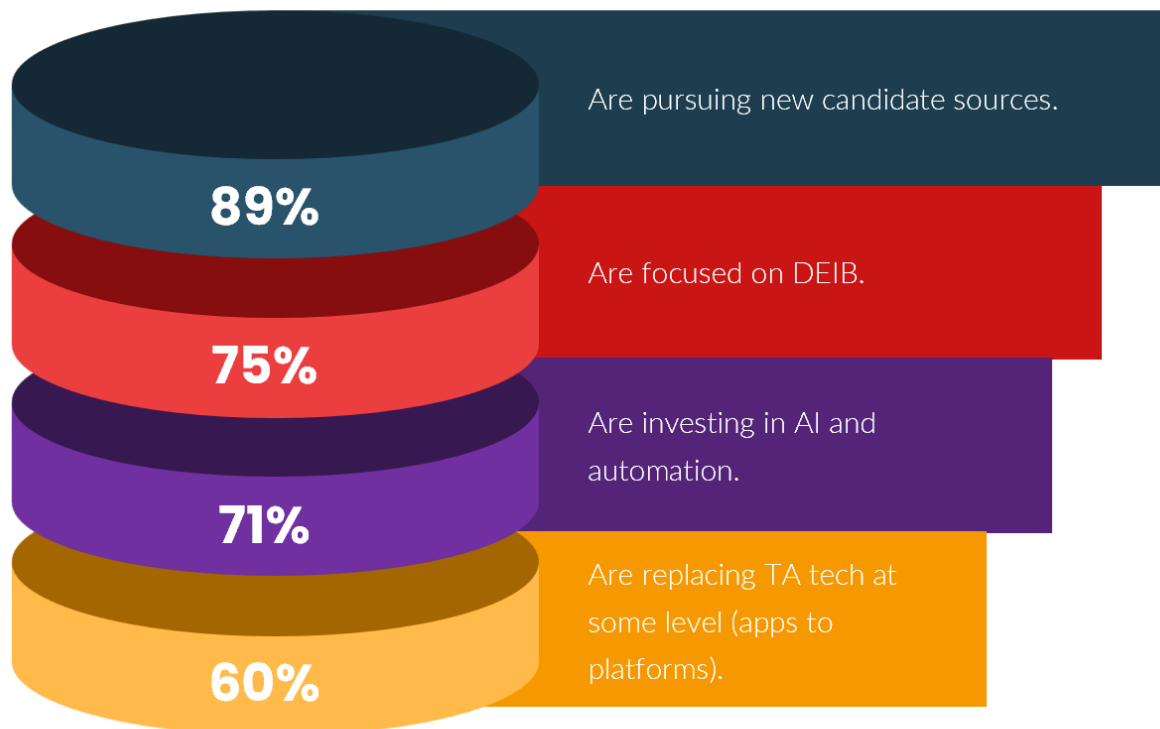 89%
Are pursuing new candidate sources.
75%
Are focused on DEIB.
71%
Are investing in AI and
automation.
60%
Are replacing TA tech at
some level (apps to
platforms).